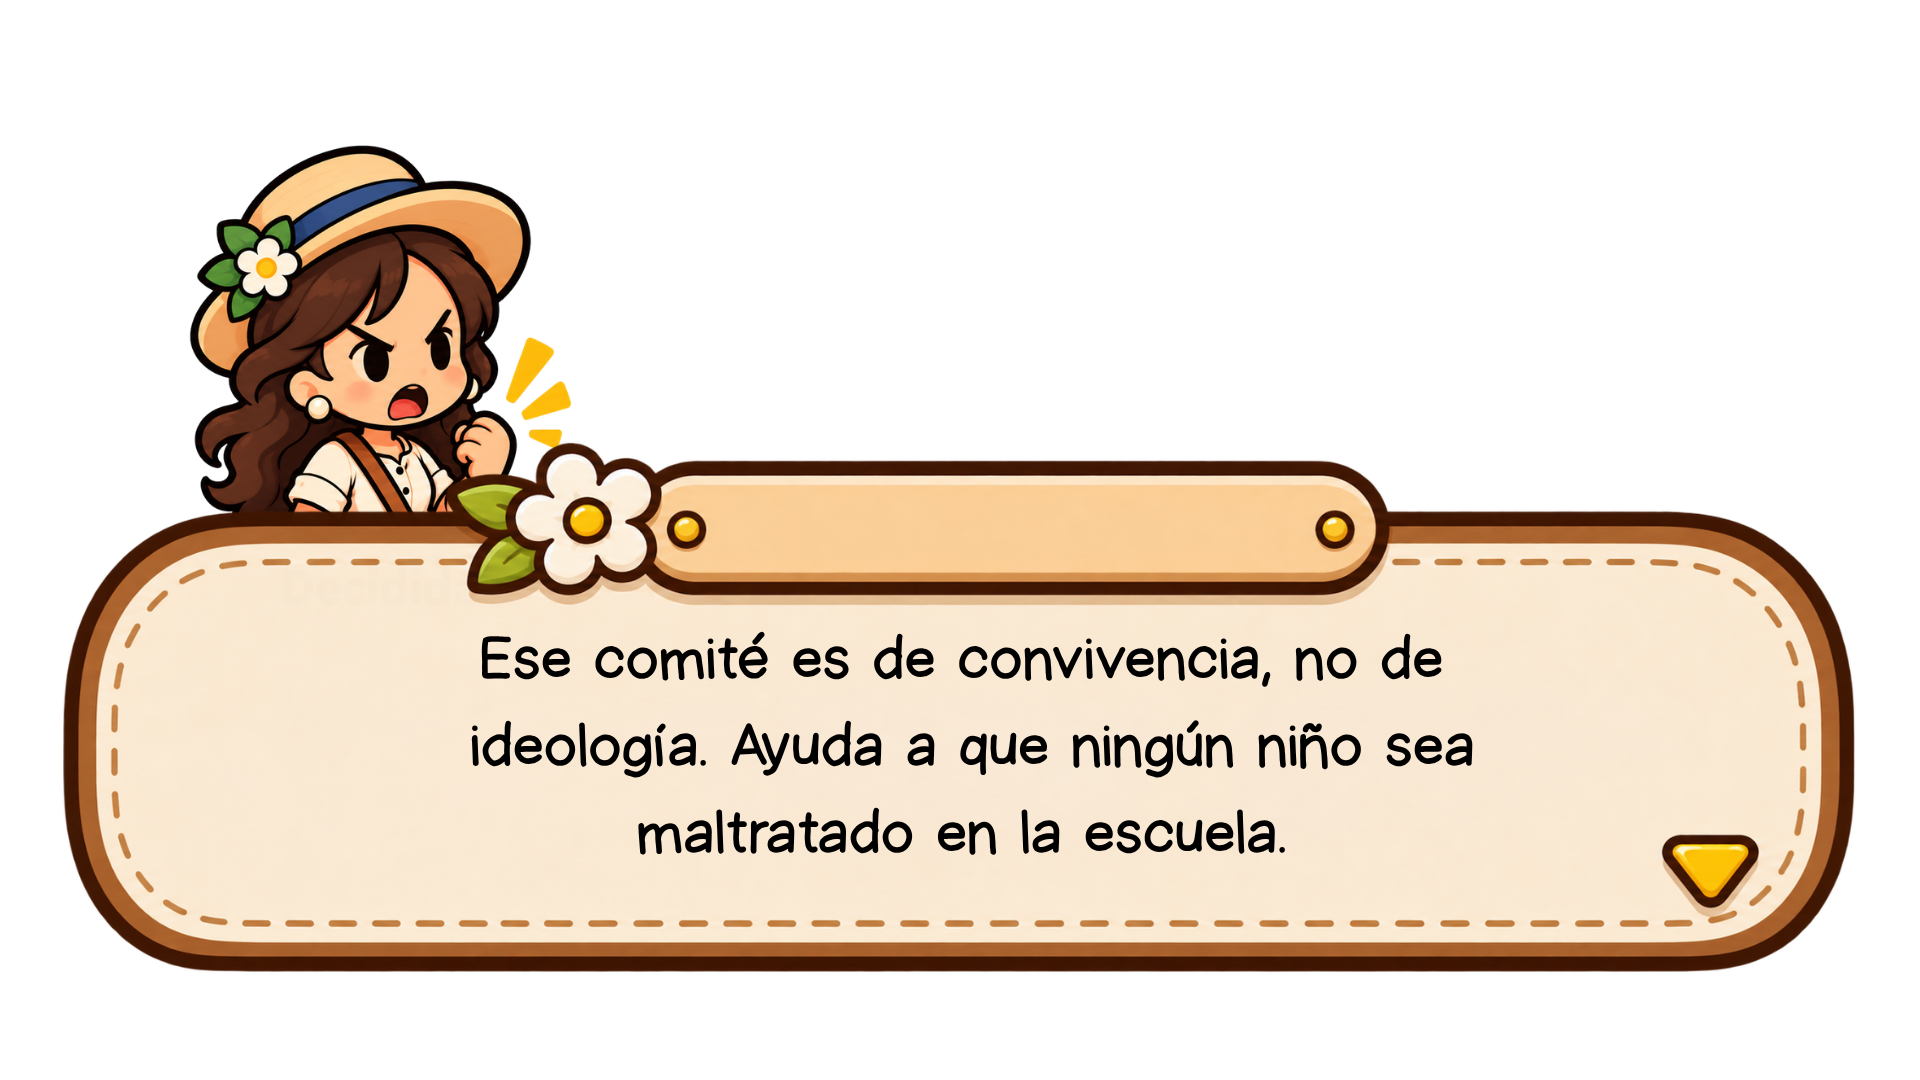 Ese comité es de convivencia, no de
ideología. Ayuda a que ningún niño sea
maltratado en la escuela.